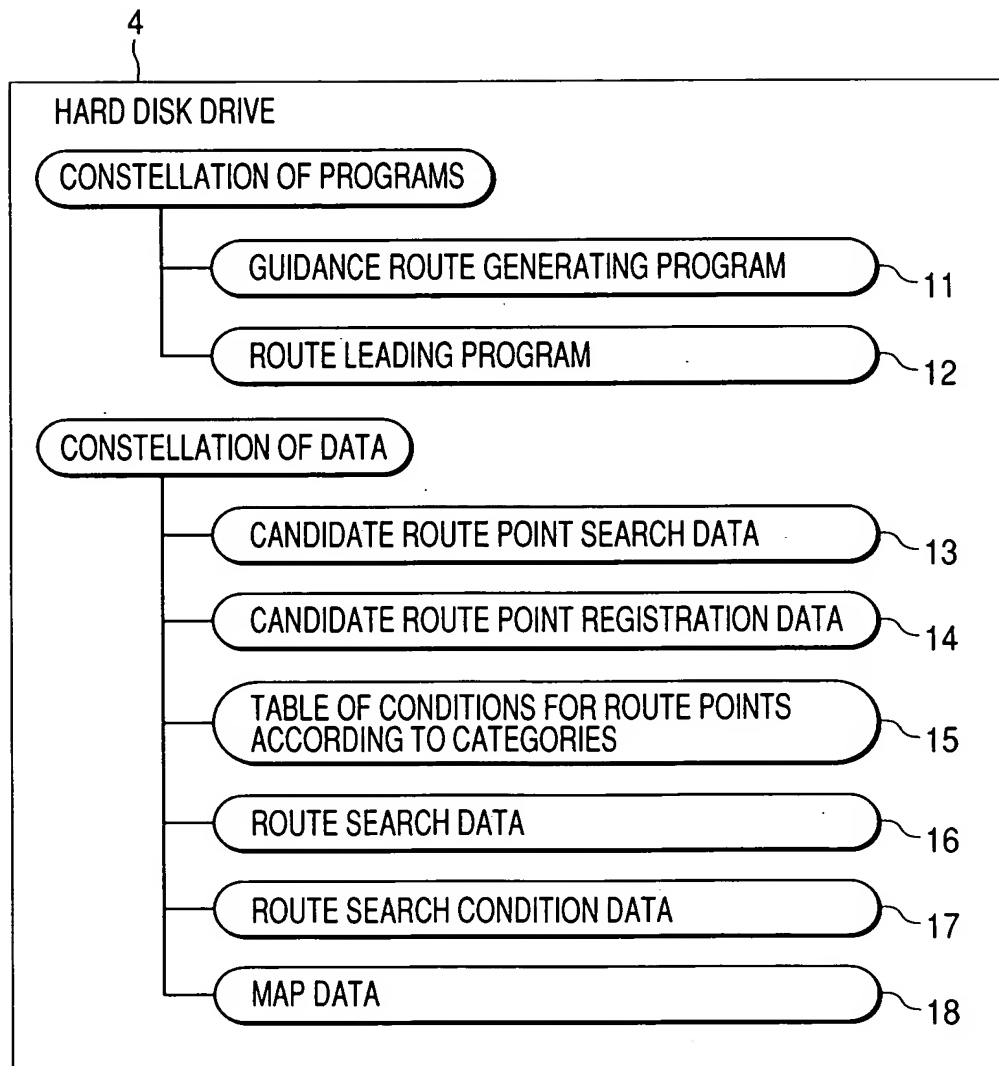 4
HARD DISK DRIVE
CONSTELLATION OF PROGRAMS
GUIDANCE ROUTE GENERATING PROGRAM
11
ROUTE LEADING PROGRAM
12
CONSTELLATION OF DATA
CANDIDATE ROUTE POINT SEARCH DATA
13
CANDIDATE ROUTE POINT REGISTRATION DATA
14
TABLE OF CONDITIONS FOR ROUTE POINTS
ACCORDING TO CATEGORIES
15
ROUTE SEARCH DATA
16
ROUTE SEARCH CONDITION DATA
17
MAP DATA
18